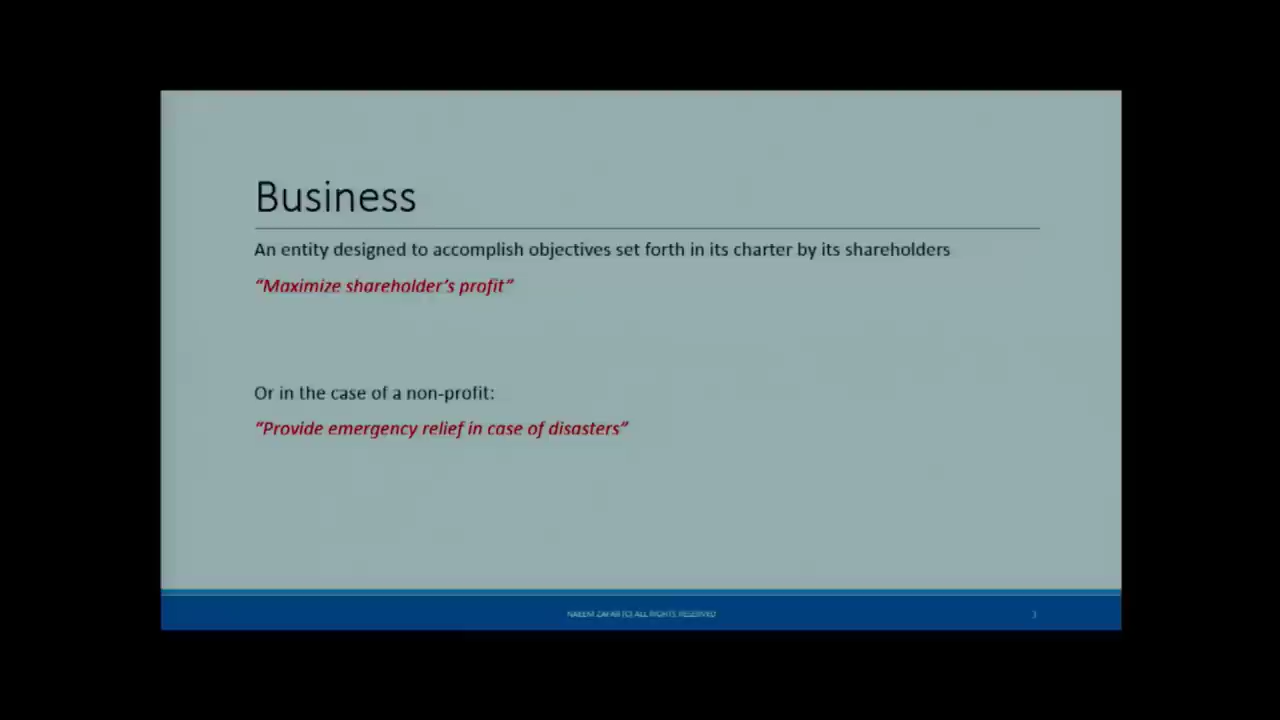 Business
An entity designed to accomplish objectives set forth in its charter by its shareholders
“Maximize shareholder’s profit”
Or in the case of a non-profit:
“Provide emergency relief in case of disasters”
NAEEM ZAFAR (C) ALL RIGHTS RESERVED